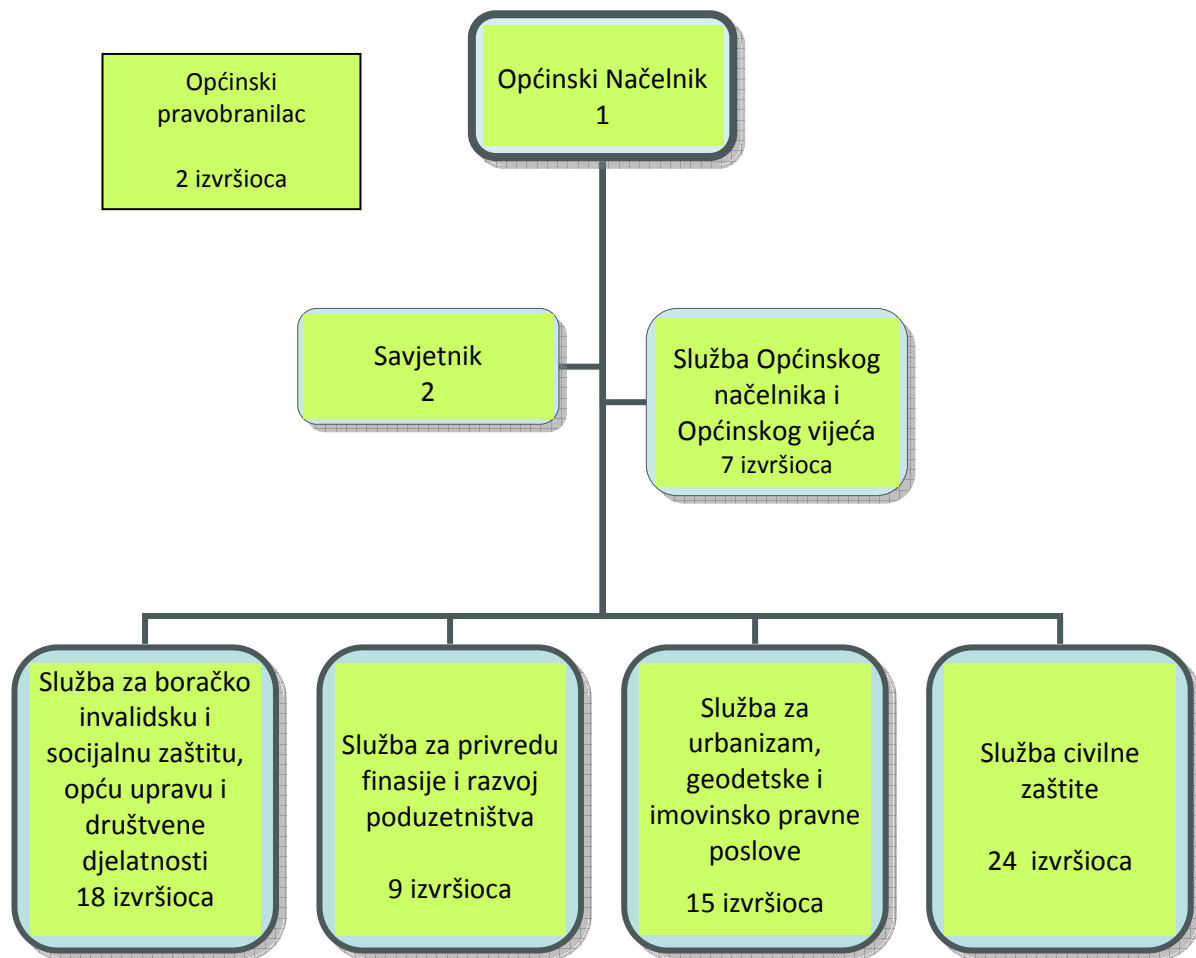 Općinski
pravobranilac
2 izvršioca
Općinski Načelnik
1
Savjetnik
2
Služba Općinskog
načelnika i
Općinskog vijeća
7 izvršioca
Služba za boračko
invalidsku i
socijalnu zaštitu,
opću upravu i
društvene
djelatnosti
18 izvršioca
Služba za privredu
finasije i razvoj
poduzetništva
9 izvršioca
Služba za
urbanizam,
geodetske i
imovinsko pravne
poslove
15 izvršioca
Služba civilne
zaštite
24 izvršioca